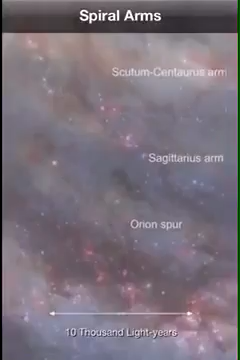 Spiral Arms
Scutum-Centaurus arm
Sagittarius arm
Orion spur
10 Thousand Light-years